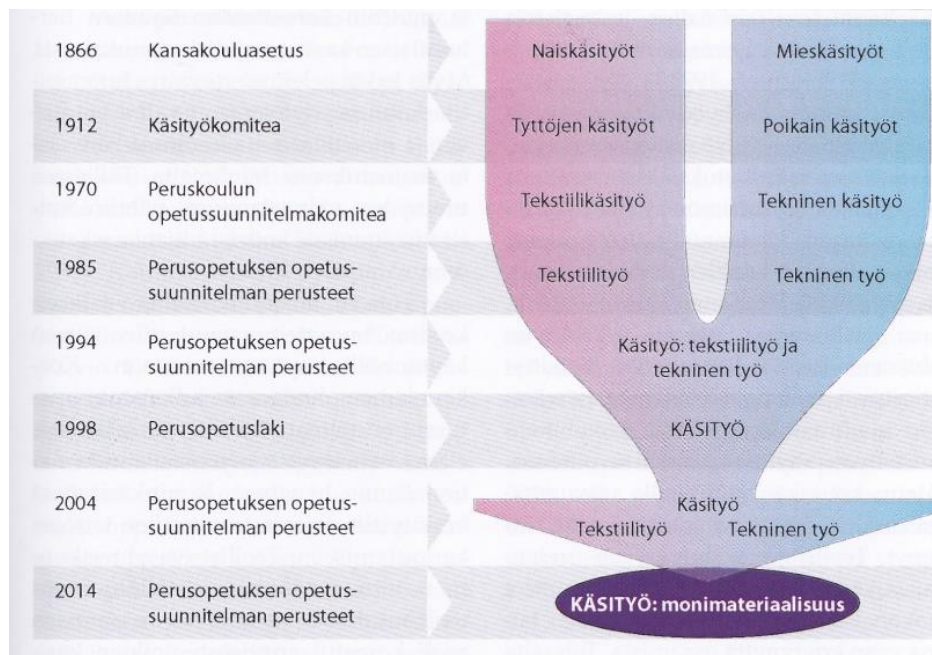 1866 Kansakouluasetus Naiskäsityöt Mieskäsityöt
1912 Käsityökomitea Tyttöjen käsityöt Poikain käsityöt
1970 Peruskoulun
opetussuunnitelmakomitea Tekstiilikäsityö Tekninen käsityö
1985 Perusopetuksen opetus-
suunnitelman perusteet Tekstiilityö Tekninen työ
1994 Perusopetuksen opetus-
suunnitelman perusteet Käsityö: tekstiilityö ja
tekninen työ
1998 Perusopetuslaki KÄSITYÖ
2004 Perusopetuksen opetus-
suunnitelman perusteet Käsityö
Tekstiilityö Tekninen työ
2014 Perusopetuksen opetus-
suunnitelman perusteet KÄSITYÖ: monimateriaalisuus